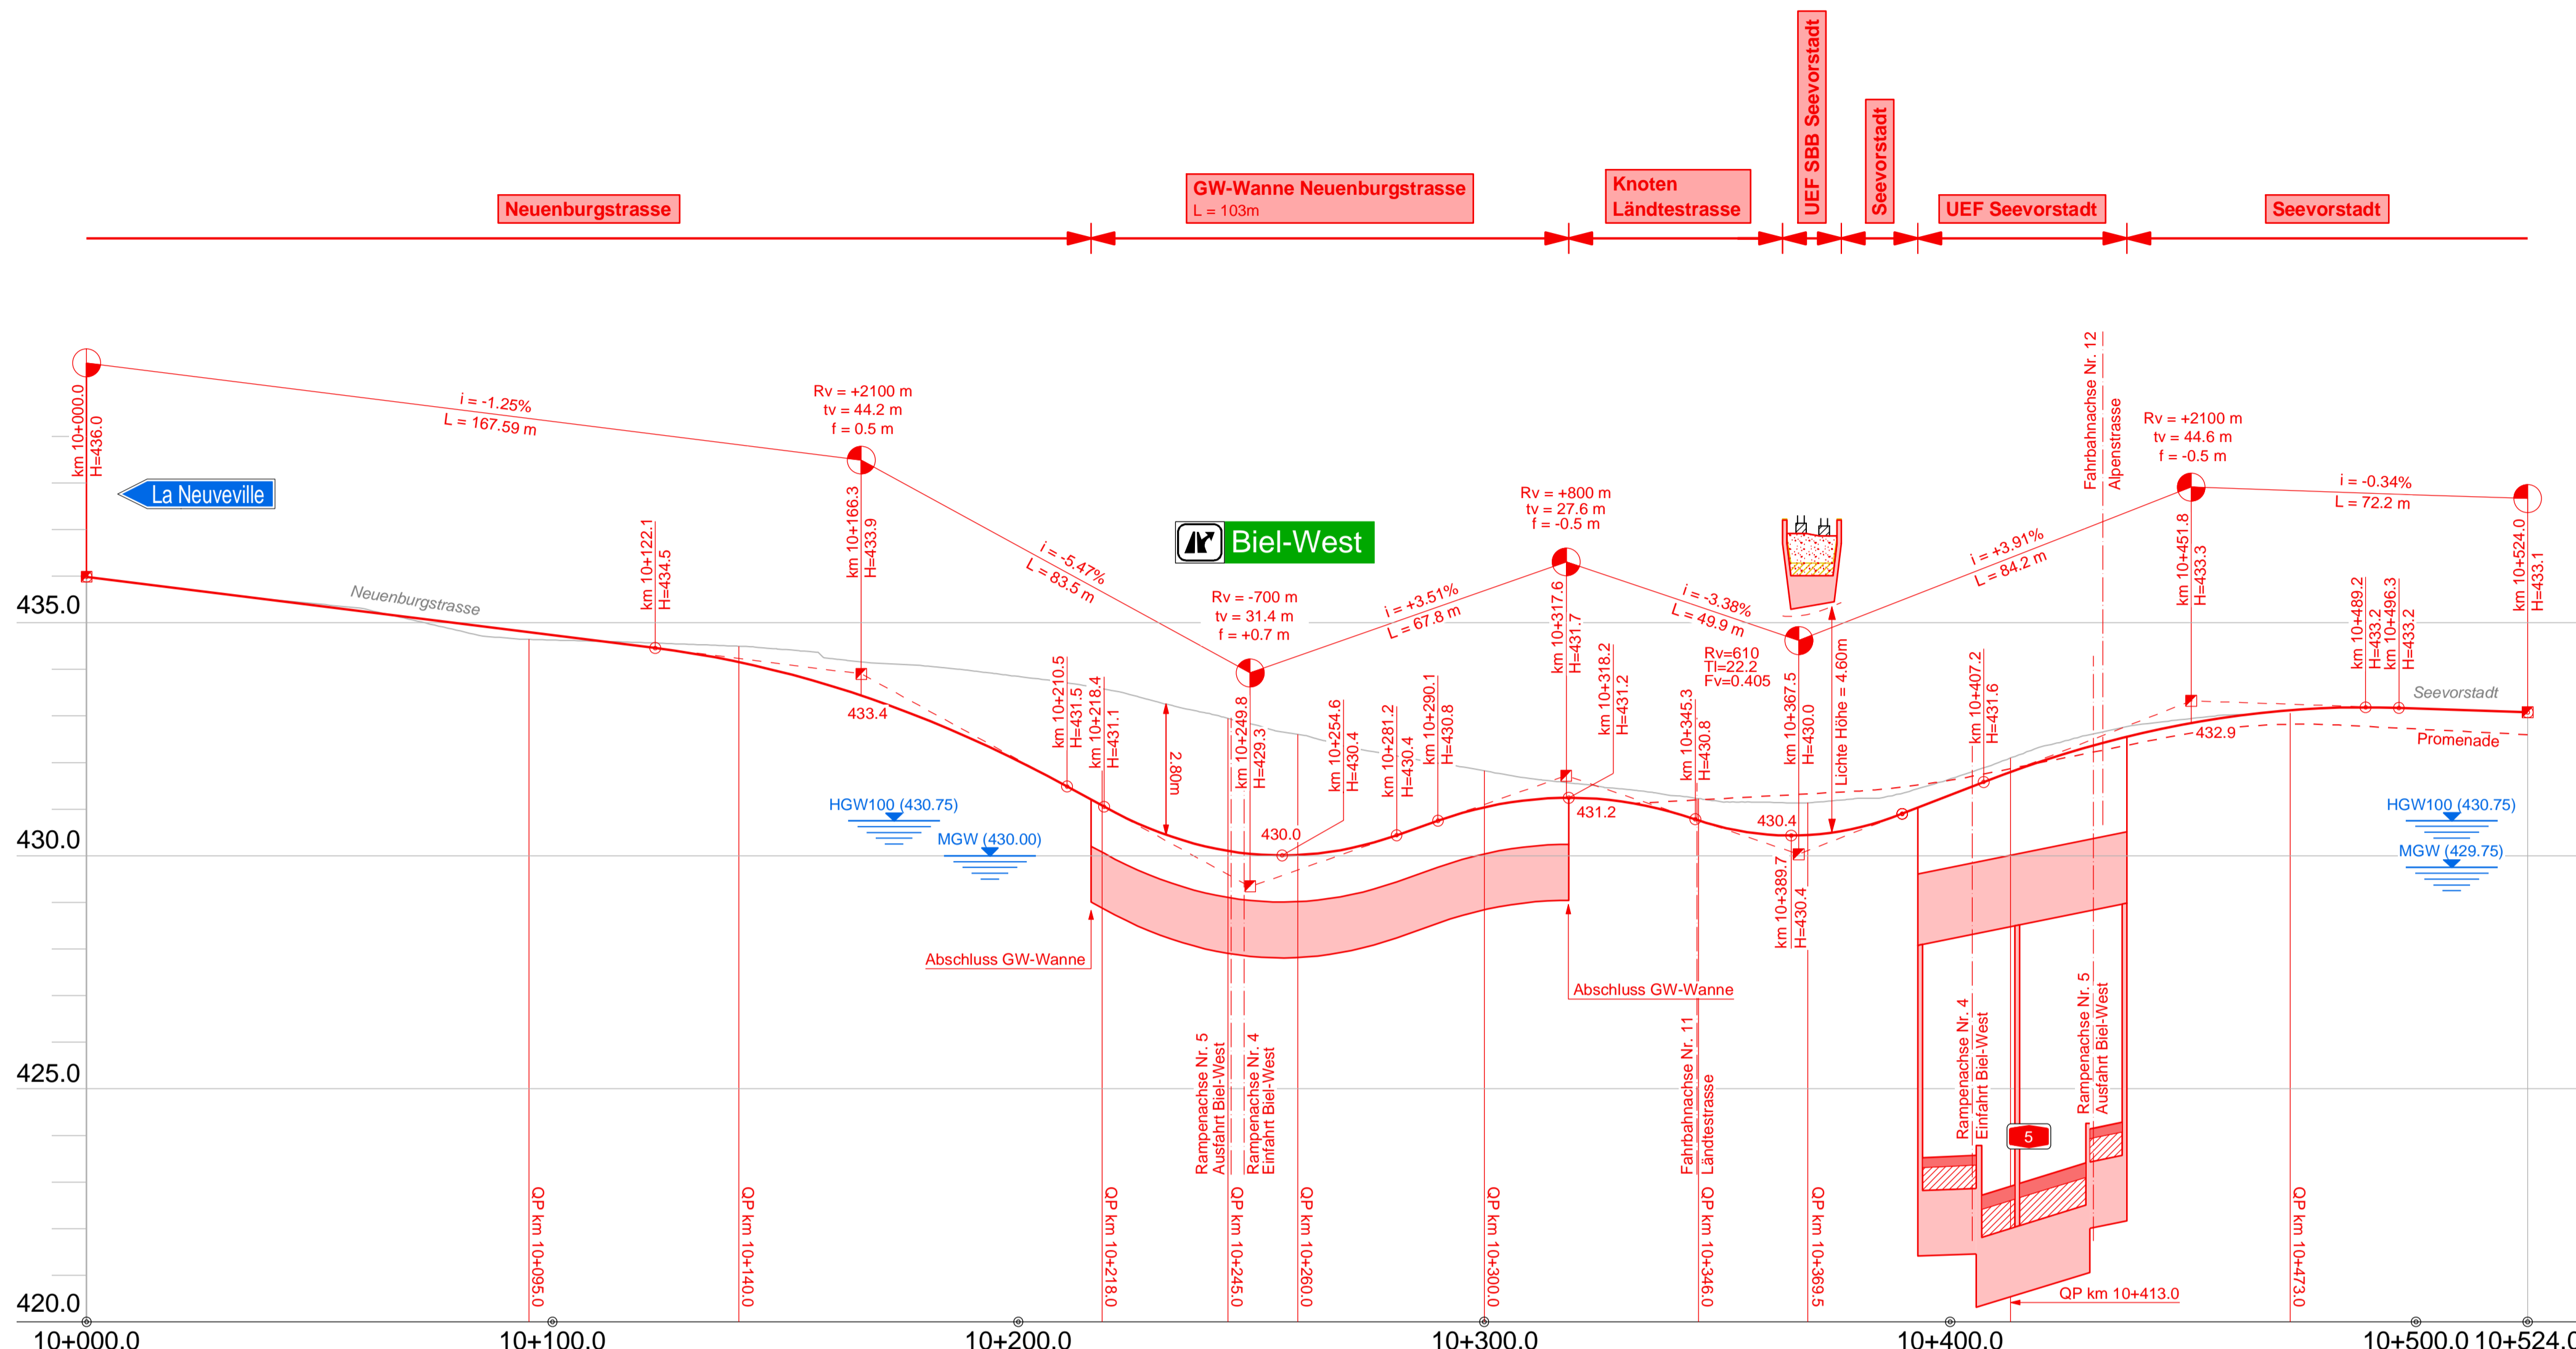 UEF SBB Seevorstadt
Seevorstadt
Neuenburgstrasse
GW-Wanne Neuenburgstrasse
L = 103m
Knoten
Ländtestrasse
UEF Seevorstadt
Seevorstadt
km 10+000.0
H=436.0
i = -1.25%
L = 167.59 m
La Neuveville
Rv = +2100 m
tv = 44.2 m
f = 0.5 m
km 10+166.3
H=433.9
433.4
km 10+122.1
H=434.5
Neuenburgstrasse
i = -5.47%
L = 83.5 m
Biel-West
Rv = -700 m
tv = 31.4 m
f = +0.7 m
km 10+210.5
H=431.5
km 10+218.4
H=431.1
2.80m
km 10+249.8
H=429.3
430.0
km 10+254.6
H=430.4
km 10+281.2
H=430.4
km 10+290.1
H=430.8
i = +3.51%
L = 67.8 m
Rv = +800 m
tv = 27.6 m
f = -0.5 m
km 10+317.6
H=431.7
km 10+318.2
H=431.2
431.2
i = -3.38%
L = 49.9 m
Rv=610
Tl=22.2
Fv=0.405
km 10+345.3
H=430.8
km 10+367.5
H=430.0
430.4
km 10+389.7
H=430.4
Lichte Höhe = 4.60m
i = +3.91%
L = 84.2 m
km 10+407.2
H=431.6
Fahrbahnachse Nr. 12
Alpenstrasse
Rv = +2100 m
tv = 44.6 m
f = -0.5 m
km 10+451.8
H=433.3
432.9
i = -0.34%
L = 72.2 m
km 10+489.2
H=433.2
km 10+496.3
H=433.2
km 10+524.0
H=433.1
Seevorstadt
Promenade
HGW100 (430.75)
MGW (430.00)
HGW100 (430.75)
MGW (429.75)
Abschluss GW-Wanne
Abschluss GW-Wanne
Rampenachse Nr. 5
Ausfahrt Biel-West
Rampenachse Nr. 4
Einfahrt Biel-West
Fahrbahnachse Nr. 11
Ländtestrasse
Rampenachse Nr. 4
Einfahrt Biel-West
Rampenachse Nr. 5
Ausfahrt Biel-West
5
QP km 10+095.0
QP km 10+140.0
QP km 10+218.0
QP km 10+245.0
QP km 10+260.0
QP km 10+300.0
QP km 10+346.0
QP km 10+369.5
QP km 10+413.0
QP km 10+473.0
435.0
430.0
425.0
420.0
10+000.0
10+100.0
10+200.0
10+300.0
10+400.0
10+500.0
10+524.0